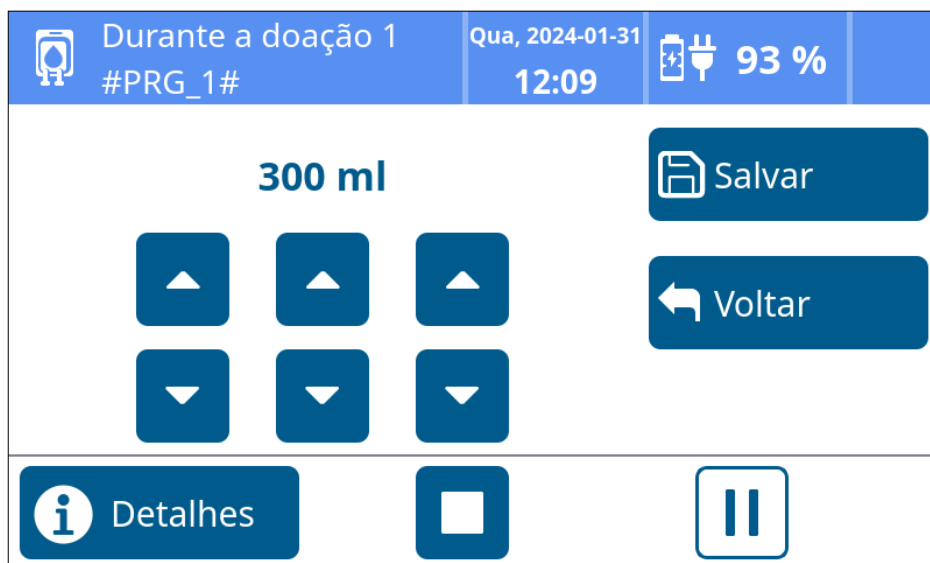 Durante a doação 1
#PRG_1#
Qua, 2024-01-31
12:09
93 %
300 ml
Salvar
Voltar
Detalhes